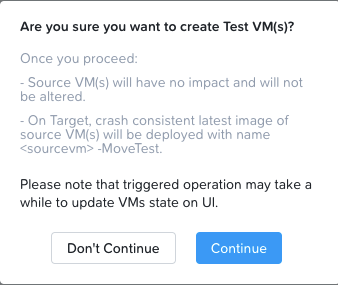 Are you sure you want to create Test VM(s)?
Once you proceed:
- Source VM(s) will have no impact and will not
be altered.
- On Target, crash consistent latest image of
source VM(s) will be deployed with name
<sourcevm> -MoveTest.
Please note that triggered operation may take a
while to update VMs state on UI.
Don't Continue
Continue